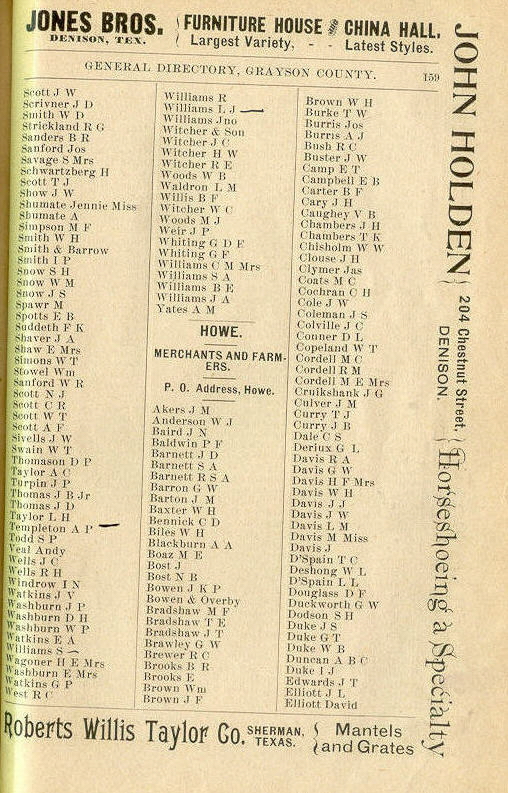 JONES BROS.
DENISON, TEX.
FURNITURE HOUSE & CHINA HALL,
Largest Variety, - - Latest Styles.
GENERAL DIRECTORY, GRAYSON COUNTY. 159
Scott J W
Scrivner J D
Smith W D
Strickland R G
Sanders B R
Sanford Jos
Savage S Mrs
Schwartzberg H
Scott T J
Show J W
Shumate Jennie Miss
Shumate A
Simpson M F
Smith W H
Smith & Barrow
Smith I P
Snow S H
Snow W M
Snow J S
Spawr M
Spotts E B
Suddeth F K
Shaver J A
Shaw E Mrs
Simons W T
Stowel Wm
Sanford W R
Scott N J
Scott C R
Scott W T
Scott A F
Sivells J W
Swain W T
Thomason D P
Taylor A C
Turpin J P
Thomas J B Jr
Thomas J D
Taylor L H
Templeton A P
Todd S P
Veal Andy
Wells J C
Wells R H
Windrow I N
Watkins J V
Washburn J P
Washburn D H
Washburn W P
Watkins E A
Williams S
Wagoner H E Mrs
Washburn E Mrs
Watkins G P
West R C
Williams R
Williams L J
Williams Jno
Witcher & Son
Witcher J C
Witcher H W
Witcher R E
Woods W B
Waldron L M
Willis B F
Witcher W C
Woods M J
Weir J P
Whiting G D E
Whiting G F
Williams C M Mrs
Williams S A
Williams B E
Williams J A
Yates A M
HOWE.
MERCHANTS AND FARM-
ERS.
P. O. Address, Howe.
Akers J M
Anderson W J
Baird J N
Baldwin P F
Barnett J D
Barnett S A
Barnett R S A
Barron G W
Barton J M
Baxter W H
Bennick C D
Biles W H
Blackburn A A
Boaz M E
Bost J
Bost N B
Bowen J K P
Bowen & Overby
Bradshaw M F
Bradshaw T E
Bradshaw J T
Brawley G W
Brewer R C
Brooks B R
Brooks E
Brown Wm
Brown J F
Brown W H
Burke T W
Burris Jos
Burris A J
Bush R C
Buster J W
Camp E T
Campbell E B
Carter B F
Cary J H
Caughey V B
Chambers J H
Chambers T K
Chisholm W W
Clouse J H
Clymer Jas
Coats M C
Cochran C H
Cole J W
Coleman J S
Colville J C
Conner D L
Copeland W T
Cordell M C
Cordell R M
Cordell M E Mrs
Cruikshank J G
Culver J M
Curry T J
Curry J B
Dale C S
Deriux G L
Davis R A
Davis G W
Davis H F Mrs
Davis W H
Davis J J
Davis J W
Davis L M
Davis M Miss
Davis J
D'Spain T C
Deshong W L
D'Spain L L
Douglass D F
Duckworth G W
Dodson S H
Duke J S
Duke G T
Duke W B
Duncan A B C
Duke I J
Edwards J T
Elliott J L
Elliott David
JOHN HOLDEN
204 Chestnut Street,
DENISON.
Horseshoeing a Specialty
Roberts Willis Taylor Co. SHERMAN,
TEXAS.
Mantels
and Grates